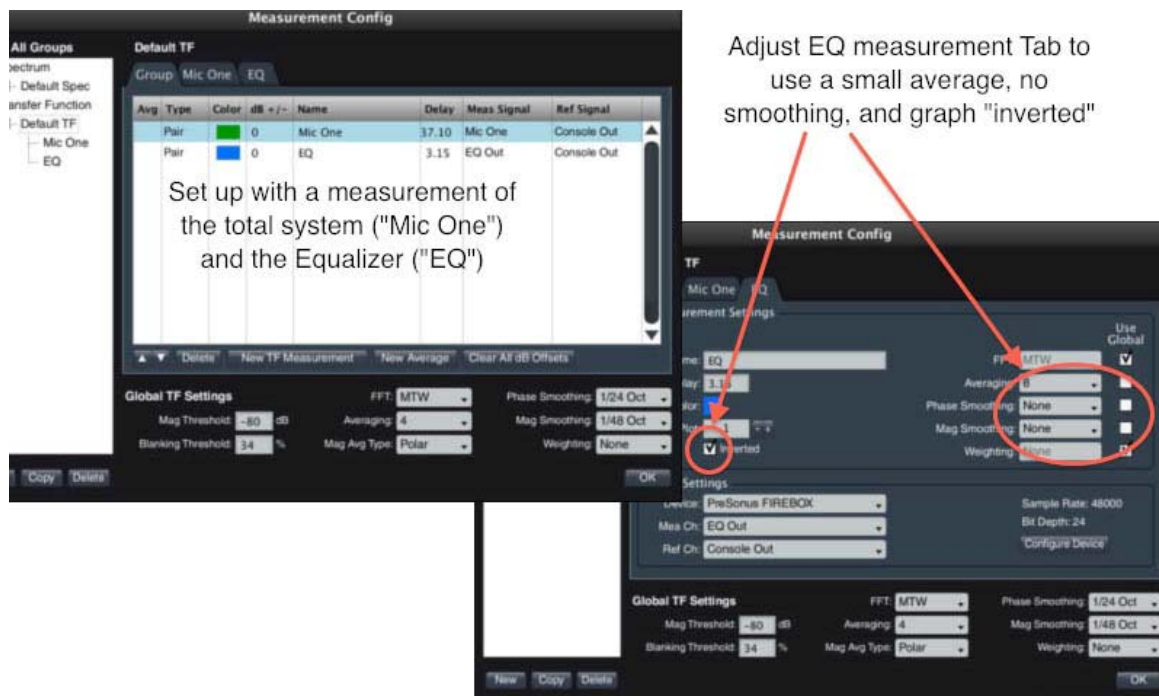 Measurement Config
All Groups
Default TF
Group Mic One EQ
Default Spec
Default TF
Mic One
EQ
Avg Type Color dB +/- Name Delay Meas Signal Ref Signal
Pair 0 Mic One 37.10 Mic One Console Out
Pair 0 EQ 3.15 EQ Out Console Out
Set up with a measurement of
the total system ("Mic One")
and the Equalizer ("EQ")
Delete New TF Measurement New Average Clear All dB Offsets
Global TF Settings
FFT: MTW Phase Smoothing: 1/24 Oct
Mag Threshold: -80 dB Averaging: 4 Mag Smoothing: 1/48 Oct
Blanking Threshold: 34 % Mag Avg Type: Polar Weighting: None
Copy Delete OK
Adjust EQ measurement Tab to
use a small average, no
smoothing, and graph "inverted"
Measurement Config
TF
Mic One EQ
Settings
Use
Global
EQ MTW
3.15 Averaging: 8
Phase Smoothing: None
Mag Smoothing: None
Inverted Weighting: None
Settings
Device: PreSonus FIREBOX Sample Rate: 48000
Mea Ch: EQ Out Bit Depth: 24
Ref Ch: Console Out Configure Device
Global TF Settings
FFT: MTW Phase Smoothing: 1/24 Oct
Mag Threshold: -80 dB Averaging: 4 Mag Smoothing: 1/48 Oct
Blanking Threshold: 34 % Mag Avg Type: Polar Weighting: None
New Copy Delete OK